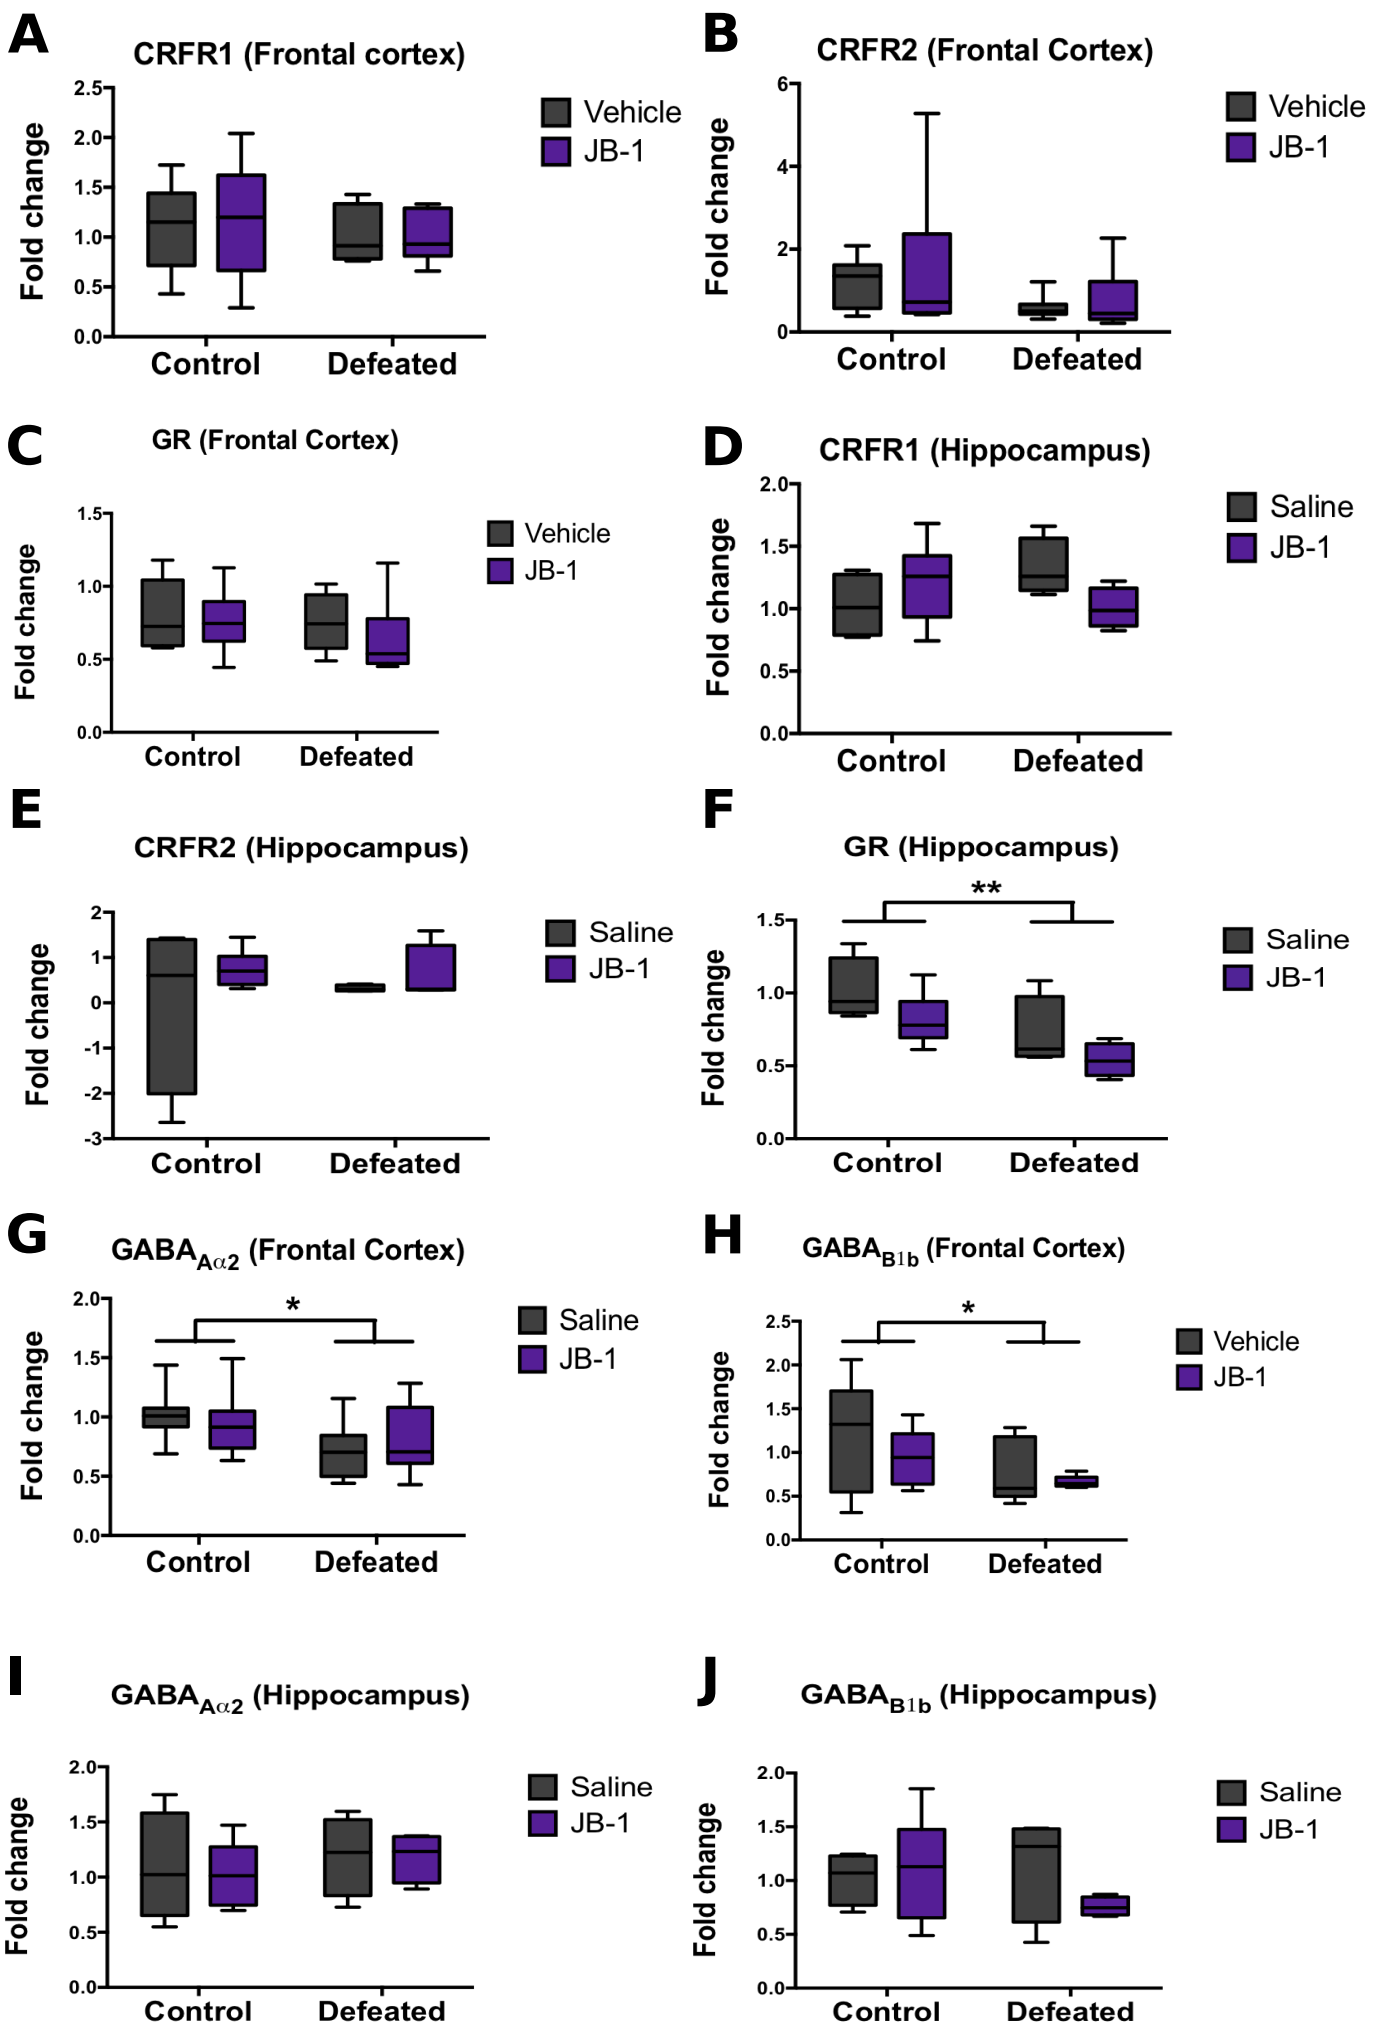 A
CRFR1 (Frontal cortex)
Fold change
2.5
2.0
1.5
1.0
0.5
0.0
Control
Defeated
Vehicle
JB-1
B
CRFR2 (Frontal Cortex)
Fold change
6
4
2
0
Control
Defeated
Vehicle
JB-1
C
GR (Frontal Cortex)
Fold change
1.5
1.0
0.5
0.0
Control
Defeated
Vehicle
JB-1
D
CRFR1 (Hippocampus)
Fold change
2.0
1.5
1.0
0.5
0.0
Control
Defeated
Saline
JB-1
E
CRFR2 (Hippocampus)
Fold change
2
1
0
-1
-2
-3
Control
Defeated
Saline
JB-1
F
GR (Hippocampus)
**
Fold change
1.5
1.0
0.5
0.0
Control
Defeated
Saline
JB-1
G
GABAAα2 (Frontal Cortex)
*
Fold change
2.0
1.5
1.0
0.5
0.0
Control
Defeated
Saline
JB-1
H
GABAB1b (Frontal Cortex)
*
Fold change
2.5
2.0
1.5
1.0
0.5
0.0
Control
Defeated
Vehicle
JB-1
I
GABAAα2 (Hippocampus)
Fold change
2.0
1.5
1.0
0.5
0.0
Control
Defeated
Saline
JB-1
J
GABAB1b (Hippocampus)
Fold change
2.0
1.5
1.0
0.5
0.0
Control
Defeated
Saline
JB-1